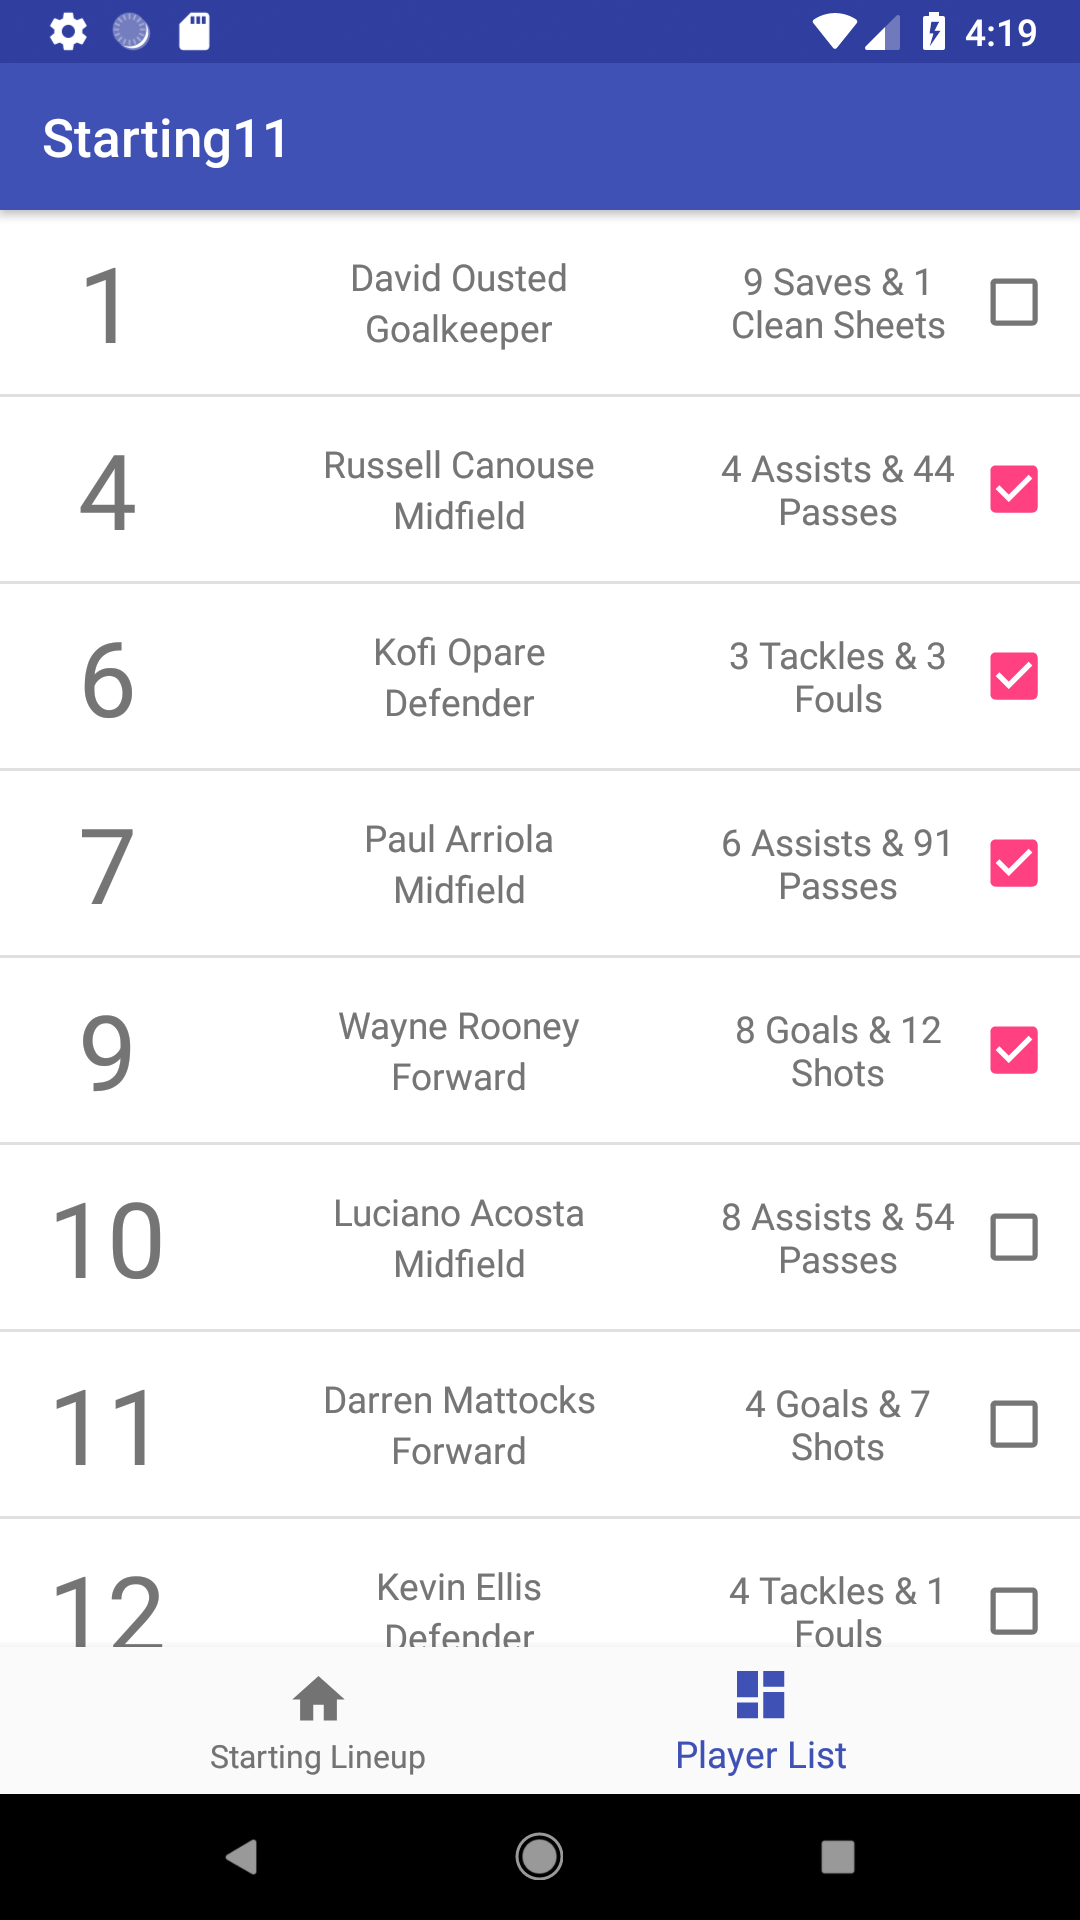 4:19
Starting11
1
David Ousted
Goalkeeper
9 Saves & 1
Clean Sheets
4
Russell Canouse
Midfield
4 Assists & 44
Passes
6
Kofi Opare
Defender
3 Tackles & 3
Fouls
7
Paul Arriola
Midfield
6 Assists & 91
Passes
9
Wayne Rooney
Forward
8 Goals & 12
Shots
10
Luciano Acosta
Midfield
8 Assists & 54
Passes
11
Darren Mattocks
Forward
4 Goals & 7
Shots
12
Kevin Ellis
Defender
4 Tackles & 1
Fouls
Starting Lineup
Player List